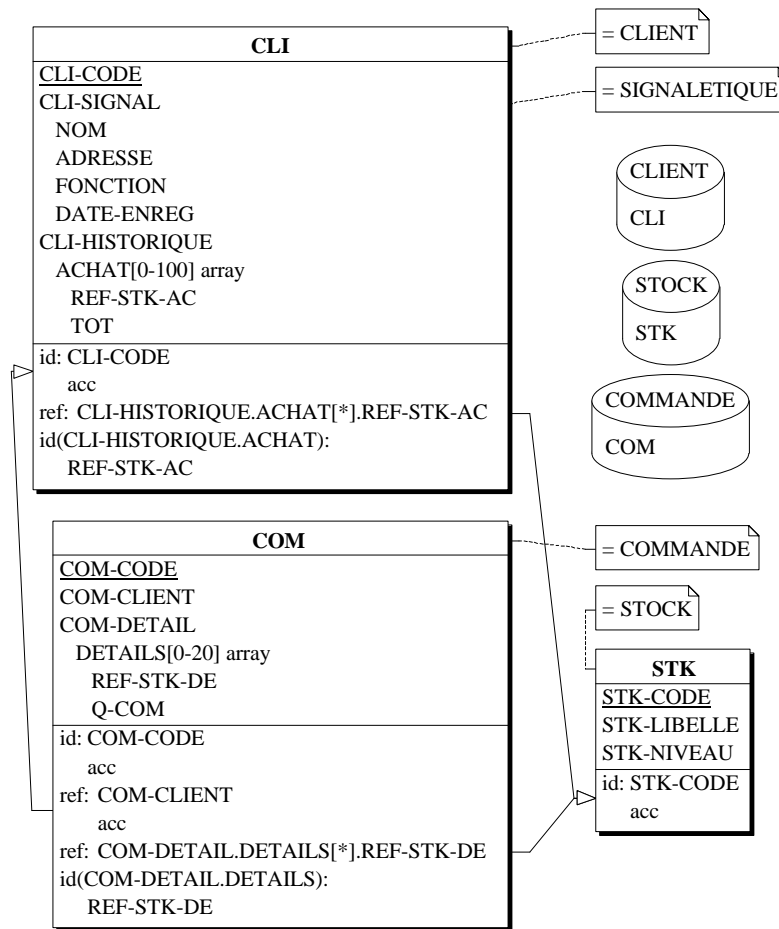 CLI
CLI-CODE
CLI-SIGNAL
NOM
ADRESSE
FONCTION
DATE-ENREG
CLI-HISTORIQUE
ACHAT[0-100] array
REF-STK-AC
TOT
id: CLI-CODE
acc
ref: CLI-HISTORIQUE.ACHAT[*].REF-STK-AC
id(CLI-HISTORIQUE.ACHAT):
REF-STK-AC
= CLIENT
= SIGNALETIQUE
CLIENT
CLI
STOCK
STK
COMMANDE
COM
COM
COM-CODE
COM-CLIENT
COM-DETAIL
DETAILS[0-20] array
REF-STK-DE
Q-COM
id: COM-CODE
acc
ref: COM-CLIENT
acc
ref: COM-DETAIL.DETAILS[*].REF-STK-DE
id(COM-DETAIL.DETAILS):
REF-STK-DE
= COMMANDE
= STOCK
STK
STK-CODE
STK-LIBELLE
STK-NIVEAU
id: STK-CODE
acc